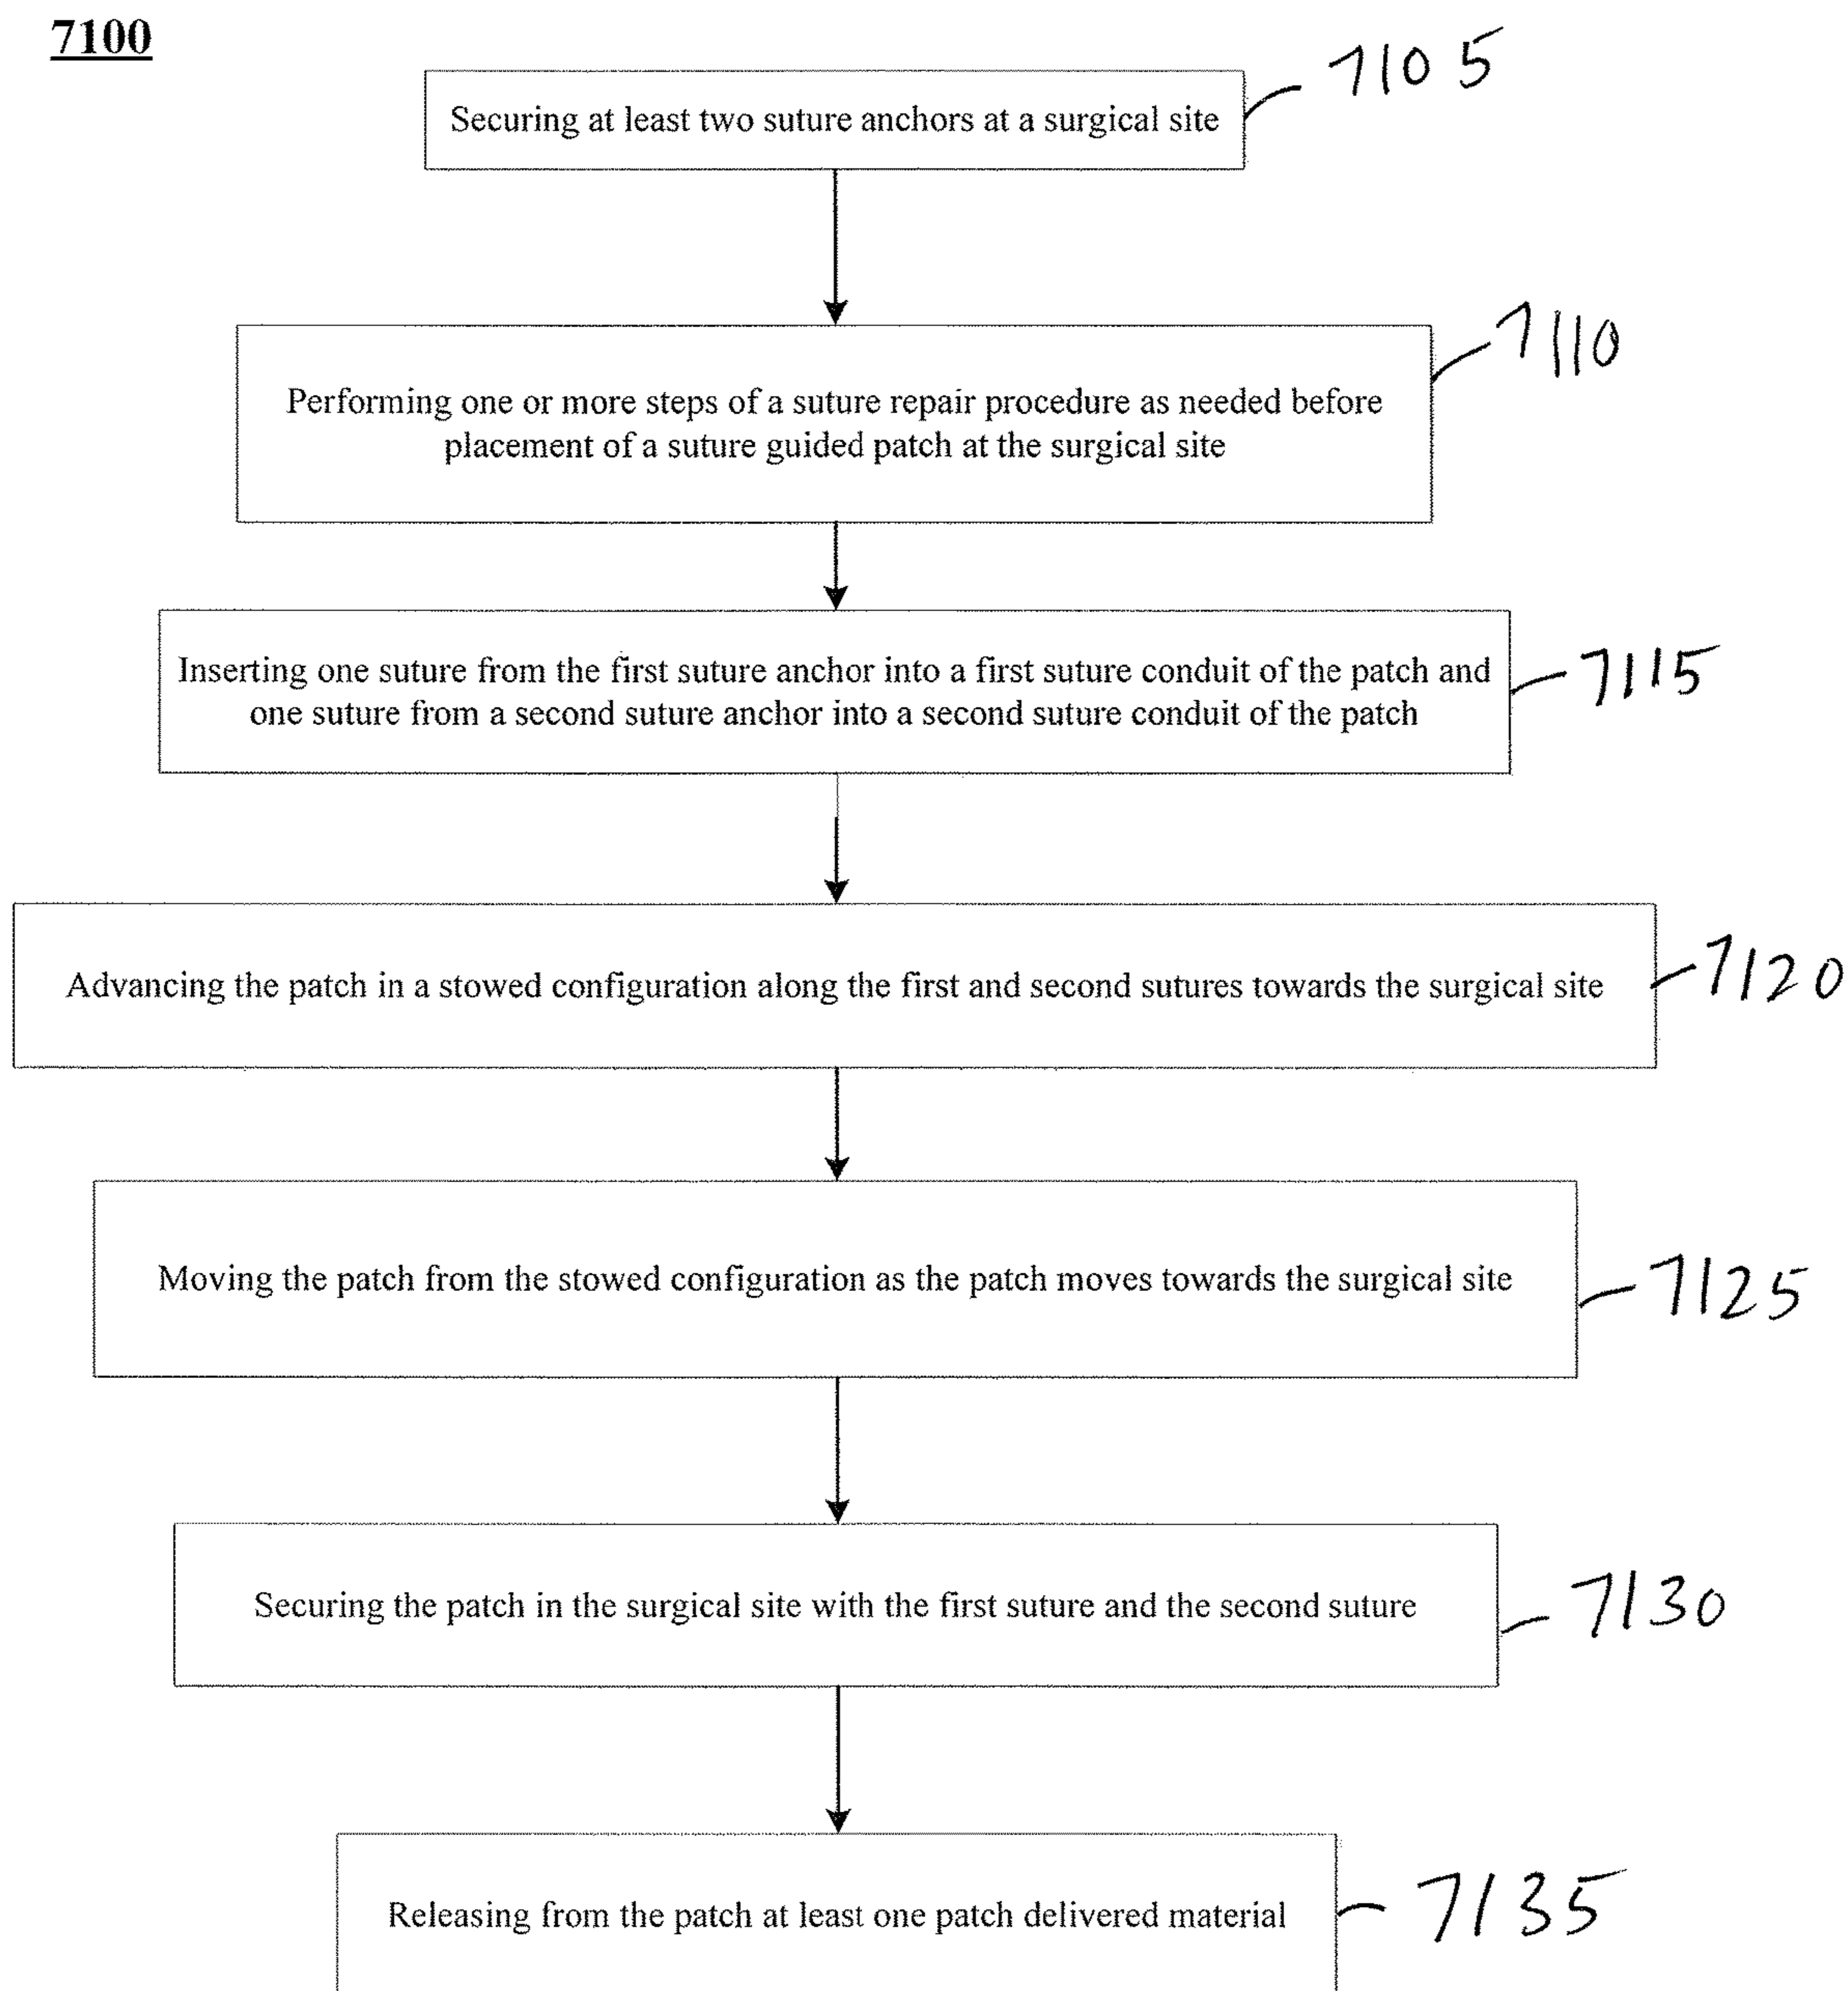 7100
Securing at least two suture anchors at a surgical site
7105
Performing one or more steps of a suture repair procedure as needed before
placement of a suture guided patch at the surgical site
7110
Inserting one suture from the first suture anchor into a first suture conduit of the patch and
one suture from a second suture anchor into a second suture conduit of the patch
7115
Advancing the patch in a stowed configuration along the first and second sutures towards the surgical site
7120
Moving the patch from the stowed configuration as the patch moves towards the surgical site
7125
Securing the patch in the surgical site with the first suture and the second suture
7130
Releasing from the patch at least one patch delivered material
7135